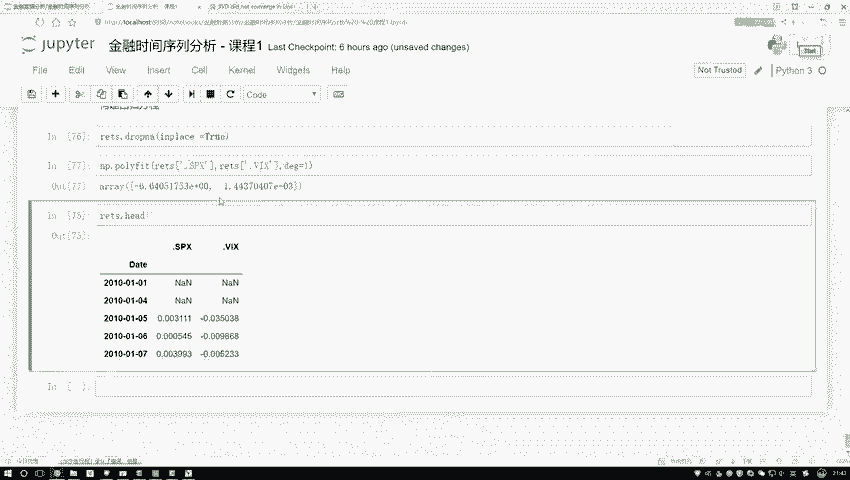 jupyter 金融时间序列分析 - 课程1 Last Checkpoint: 6 hours ago (unsaved changes)
File Edit View Insert Cell Kernel Widgets Help
Not Trusted Python 3
Code
In [76]: rets.dropna(inplace =True)
In [77]: np.polyfit(rets['.SPX'],rets['.VIX'],deg=1)
Out[77]: array([-6.64051753e+00, 1.44370407e-03])
In [75]: rets.head
Out[75]:
.SPX .VIX
Date
2010-01-01 NaN NaN
2010-01-04 NaN NaN
2010-01-05 0.003111 -0.035038
2010-01-06 0.000545 -0.009868
2010-01-07 0.003993 -0.005233
In [ ]:
21:43